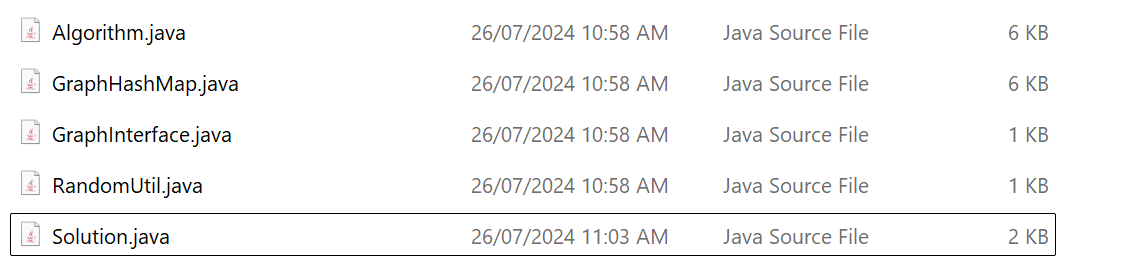 Algorithm.java 26/07/2024 10:58 AM Java Source File 6 KB
GraphHashMap.java 26/07/2024 10:58 AM Java Source File 6 KB
GraphInterface.java 26/07/2024 10:58 AM Java Source File 1 KB
RandomUtil.java 26/07/2024 10:58 AM Java Source File 1 KB
Solution.java 26/07/2024 11:03 AM Java Source File 2 KB